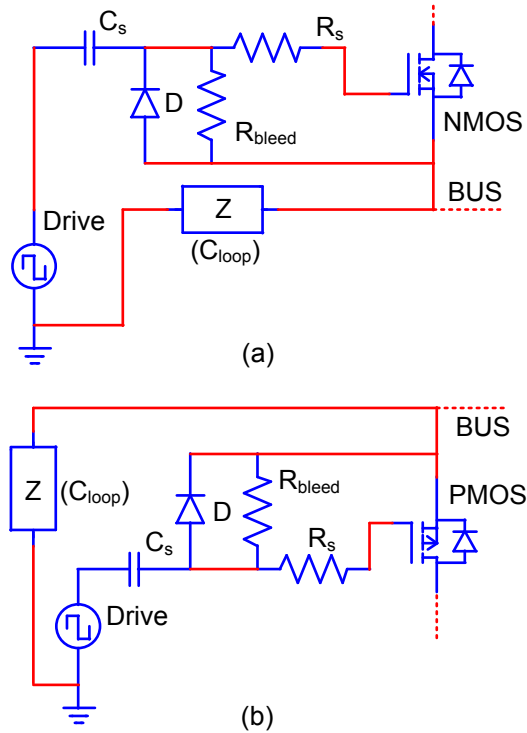 Cs
Rs
D
Rbleed
NMOS
BUS
Drive
Z
(Cloop)
(a)
BUS
Z
(Cloop)
Rbleed
D
PMOS
Cs
Rs
Drive
(b)